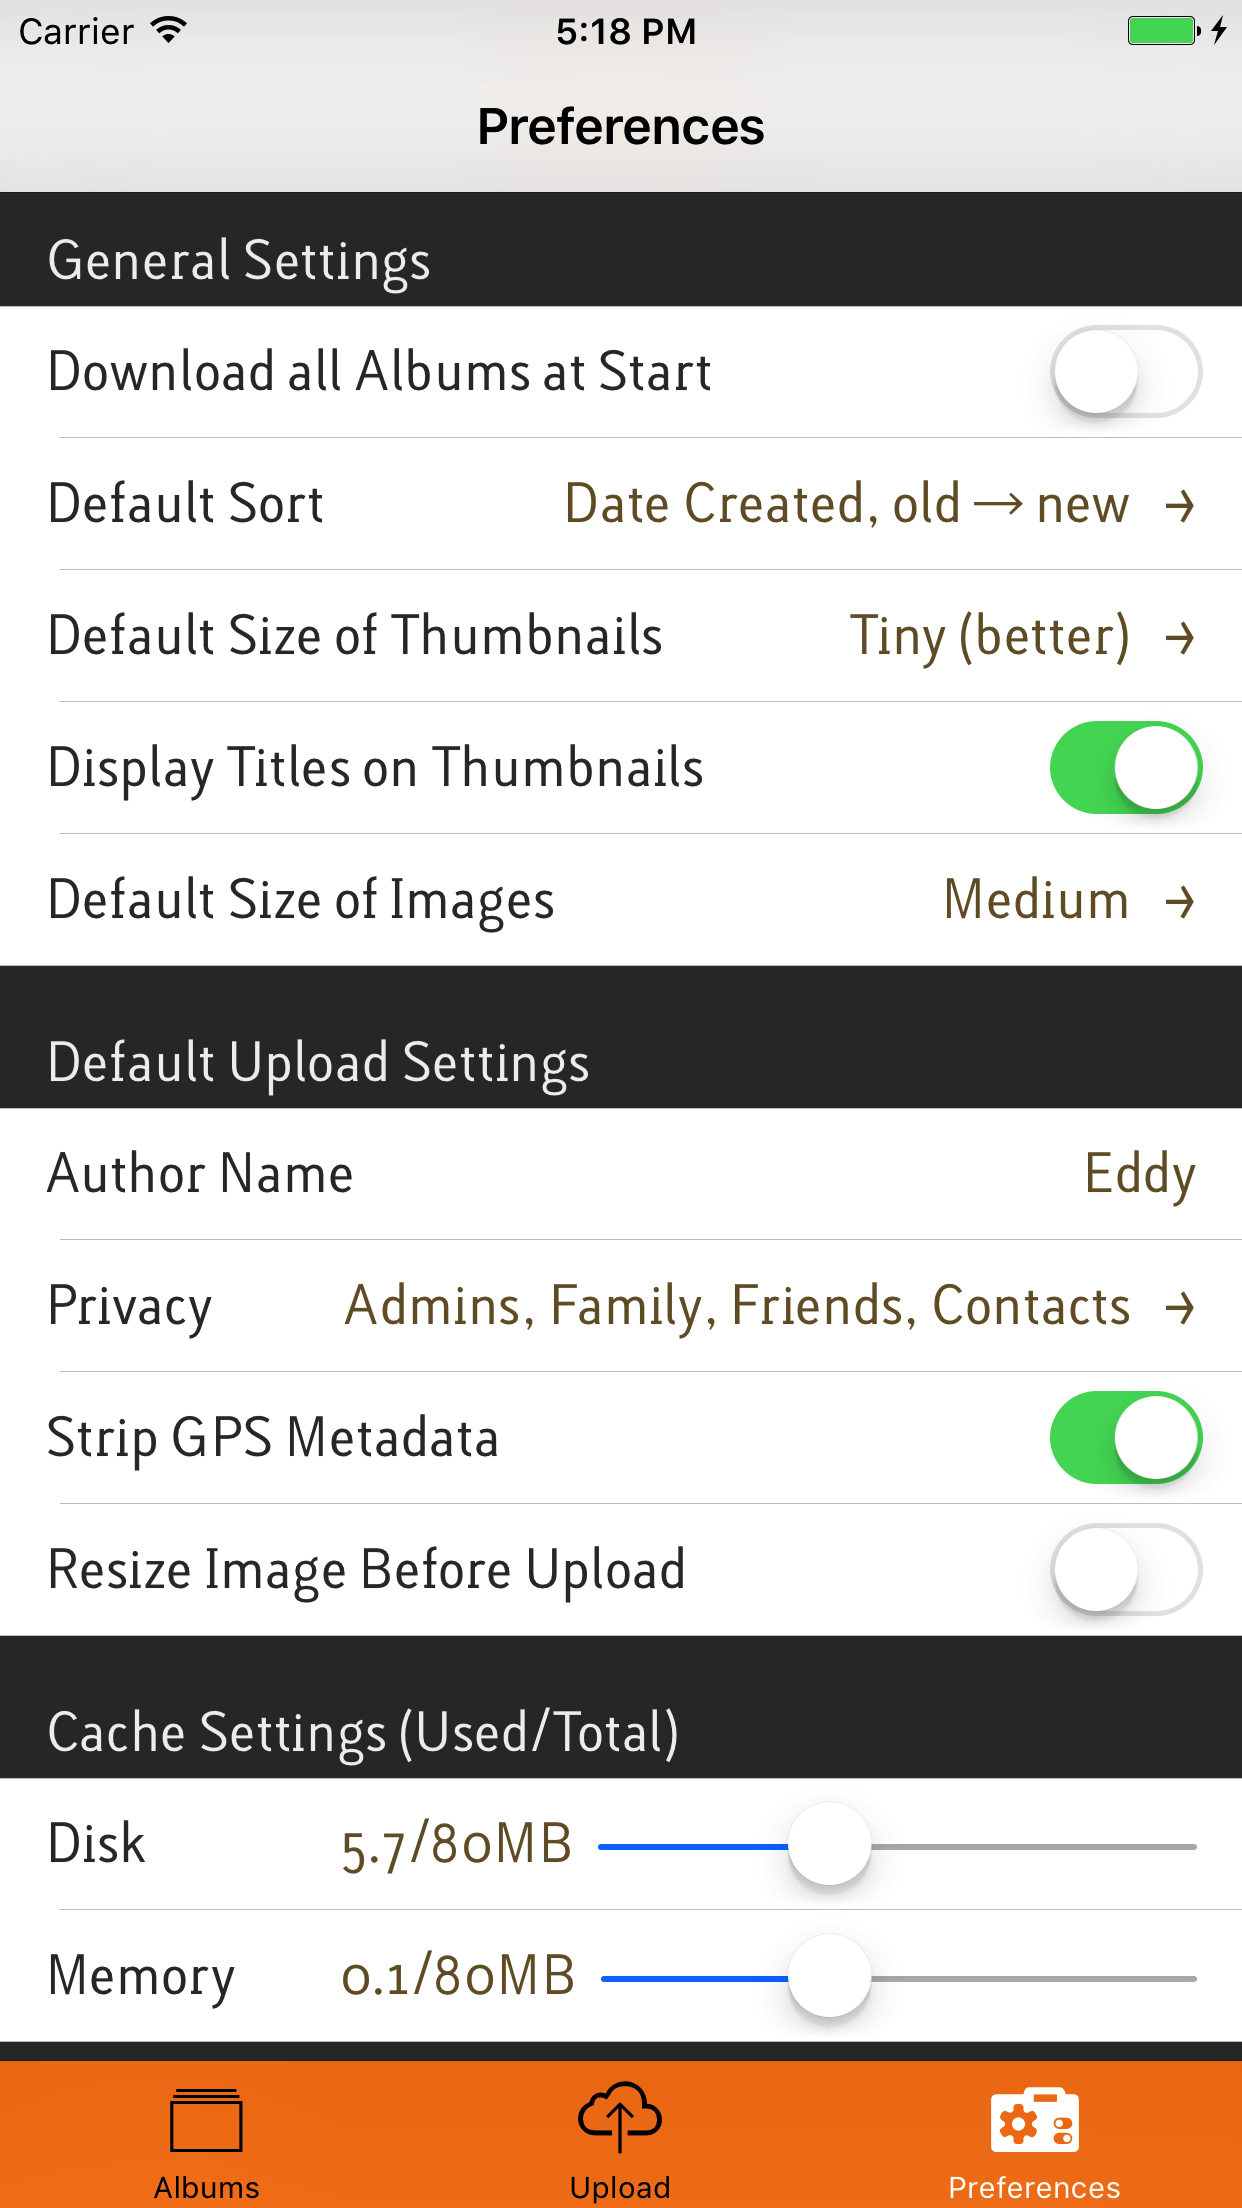 Carrier 5:18 PM
Preferences
General Settings
Download all Albums at Start
Default Sort Date Created, old → new →
Default Size of Thumbnails Tiny (better) →
Display Titles on Thumbnails
Default Size of Images Medium →
Default Upload Settings
Author Name Eddy
Privacy Admins, Family, Friends, Contacts →
Strip GPS Metadata
Resize Image Before Upload
Cache Settings (Used/Total)
Disk 5.7/80MB
Memory 0.1/80MB
Albums Upload Preferences